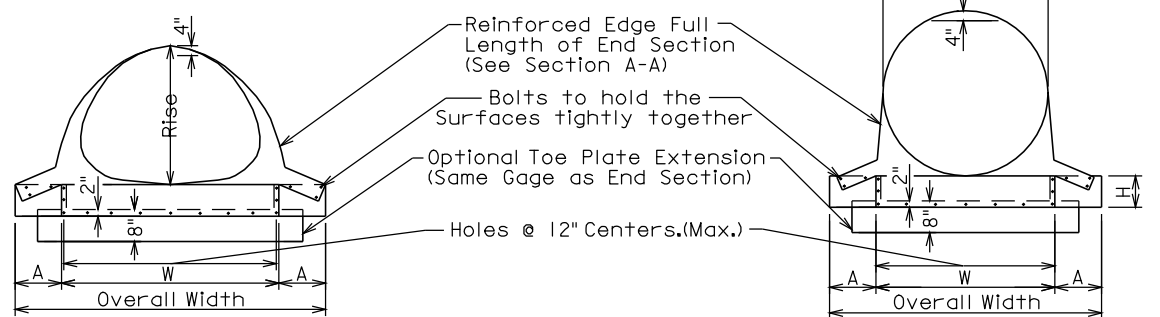 4"
Rise
2"
8"
A
W
A
Overall Width
Reinforced Edge Full
Length of End Section
(See Section A-A)
Bolts to hold the
Surfaces tightly together
Optional Toe Plate Extension
(Same Gage as End Section)
Holes @ 12" Centers.(Max.)
4"
2"
8"
H
A
W
A
Overall Width